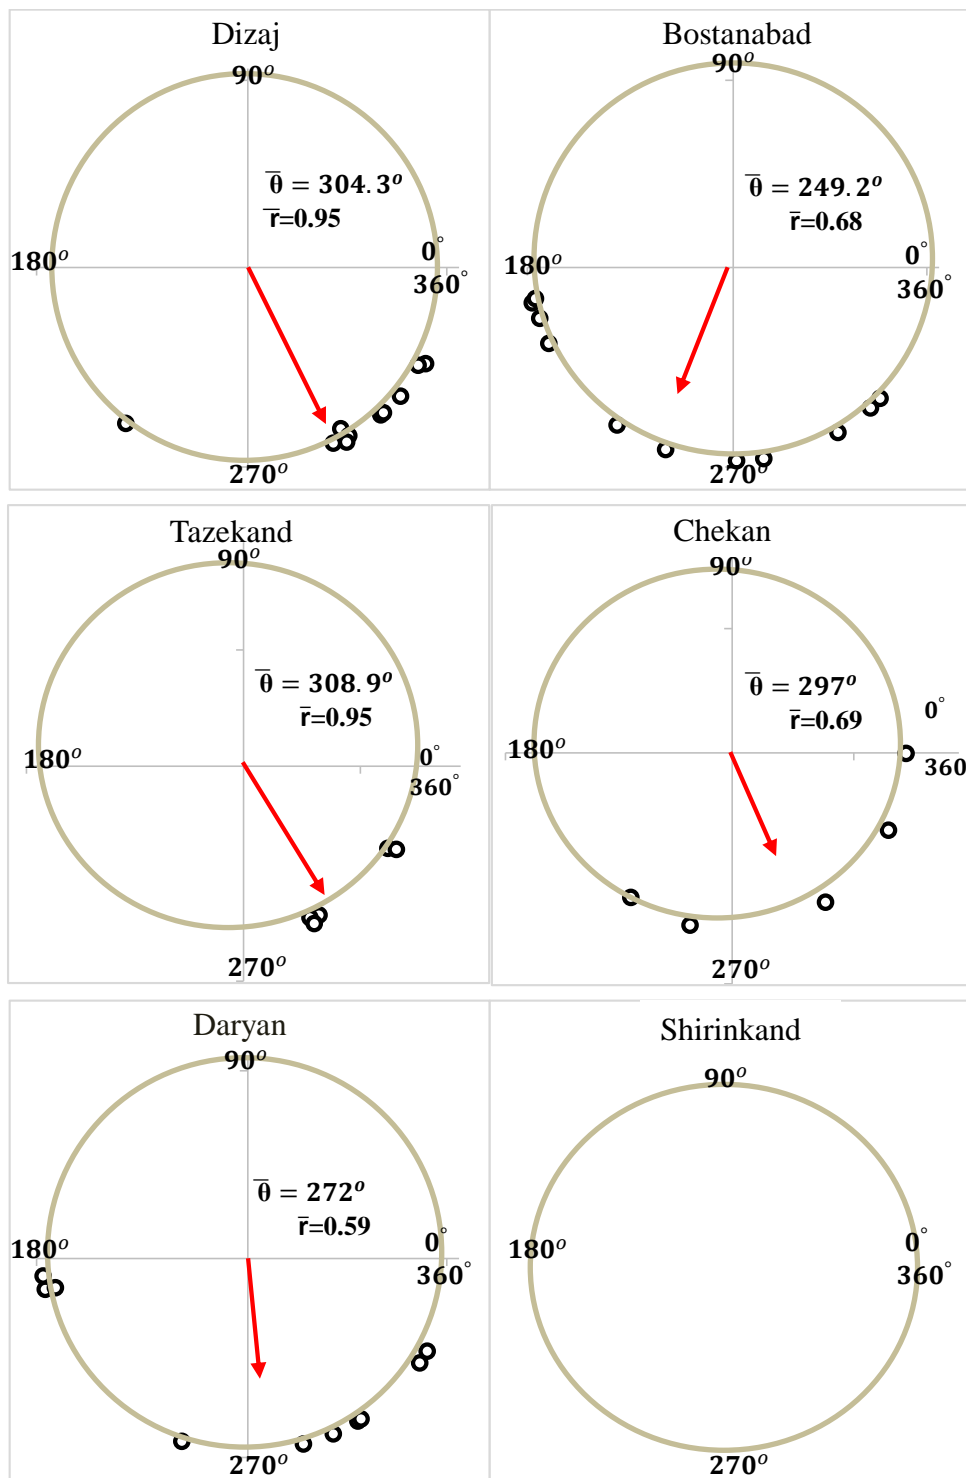 Dizaj
90°
θ̅ = 304.3°
r̅=0.95
180°
0°
360°
270°
Bostanabad
90°
θ̅ = 249.2°
r̅=0.68
180°
0°
360°
270°
Tazekand
90°
θ̅ = 308.9°
r̅=0.95
180°
0°
360°
270°
Chekan
90°
θ̅ = 297°
r̅=0.69
0°
180°
360
270°
Daryan
90°
θ̅ = 272°
r̅=0.59
180°
0°
360°
270°
Shirinkand
90°
180°
0°
360°
270°